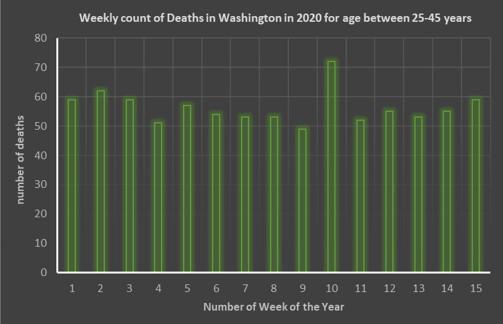 Weekly count of Deaths in Washington in 2020 for age between 25-45 years
number of deaths
80
70
60
50
40
30
20
10
0
1 2 3 4 5 6 7 8 9 10 11 12 13 14 15
Number of Week of the Year